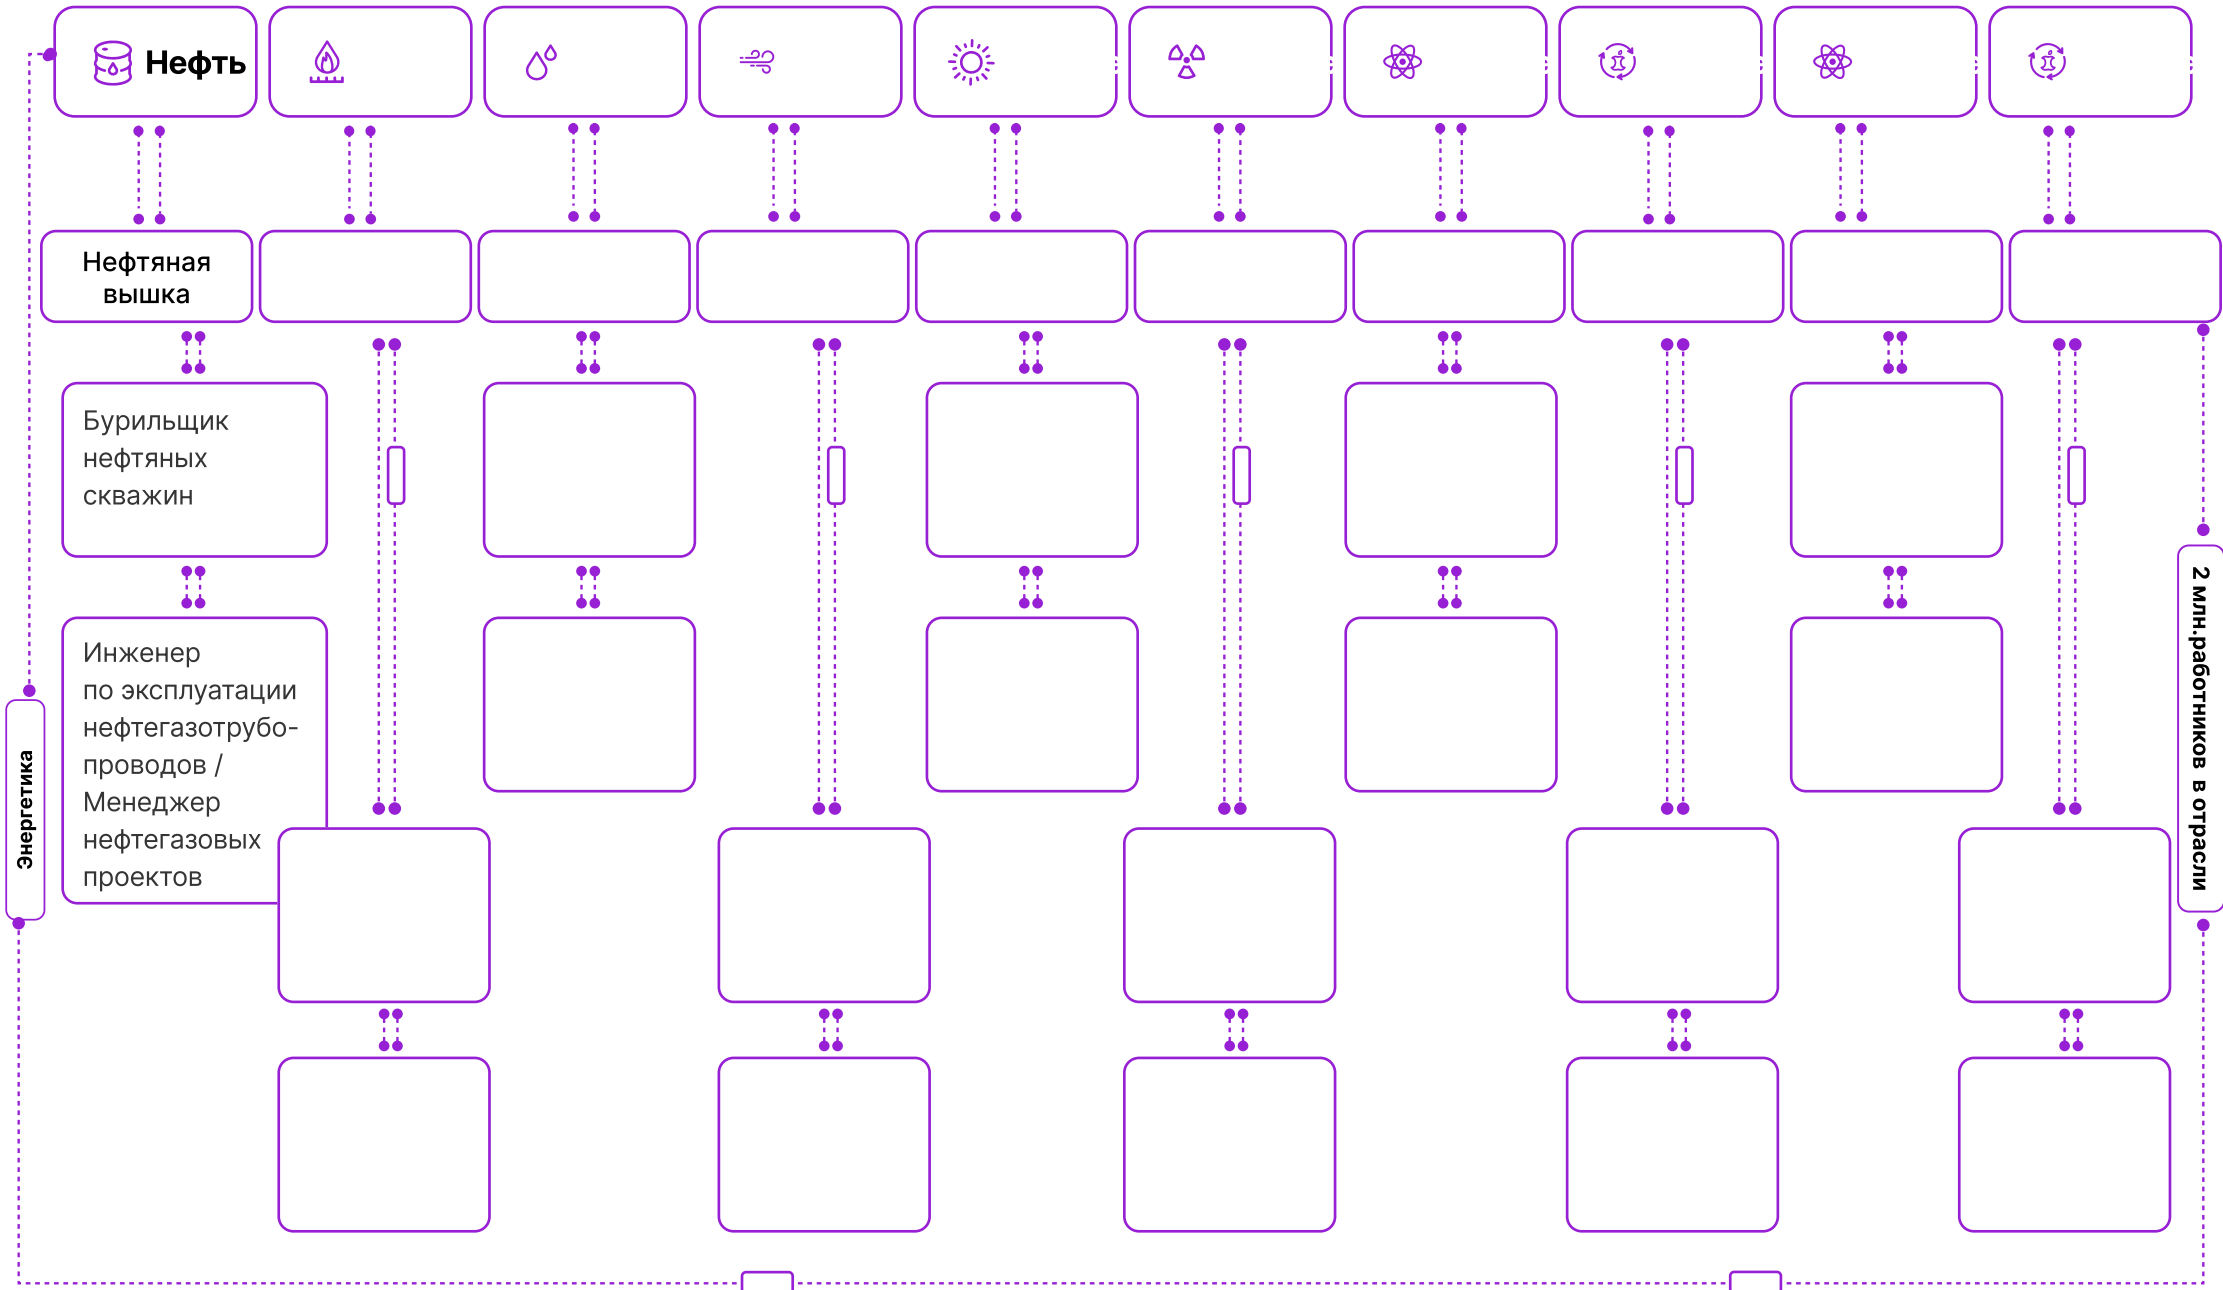 Нефть
Нефтяная
вышка
Бурильщик
нефтяных
скважин
Инженер
по эксплуатации
нефтегазотрубо-
проводов /
Менеджер
нефтегазовых
проектов
Энергетика
2 млн.работников в отрасли